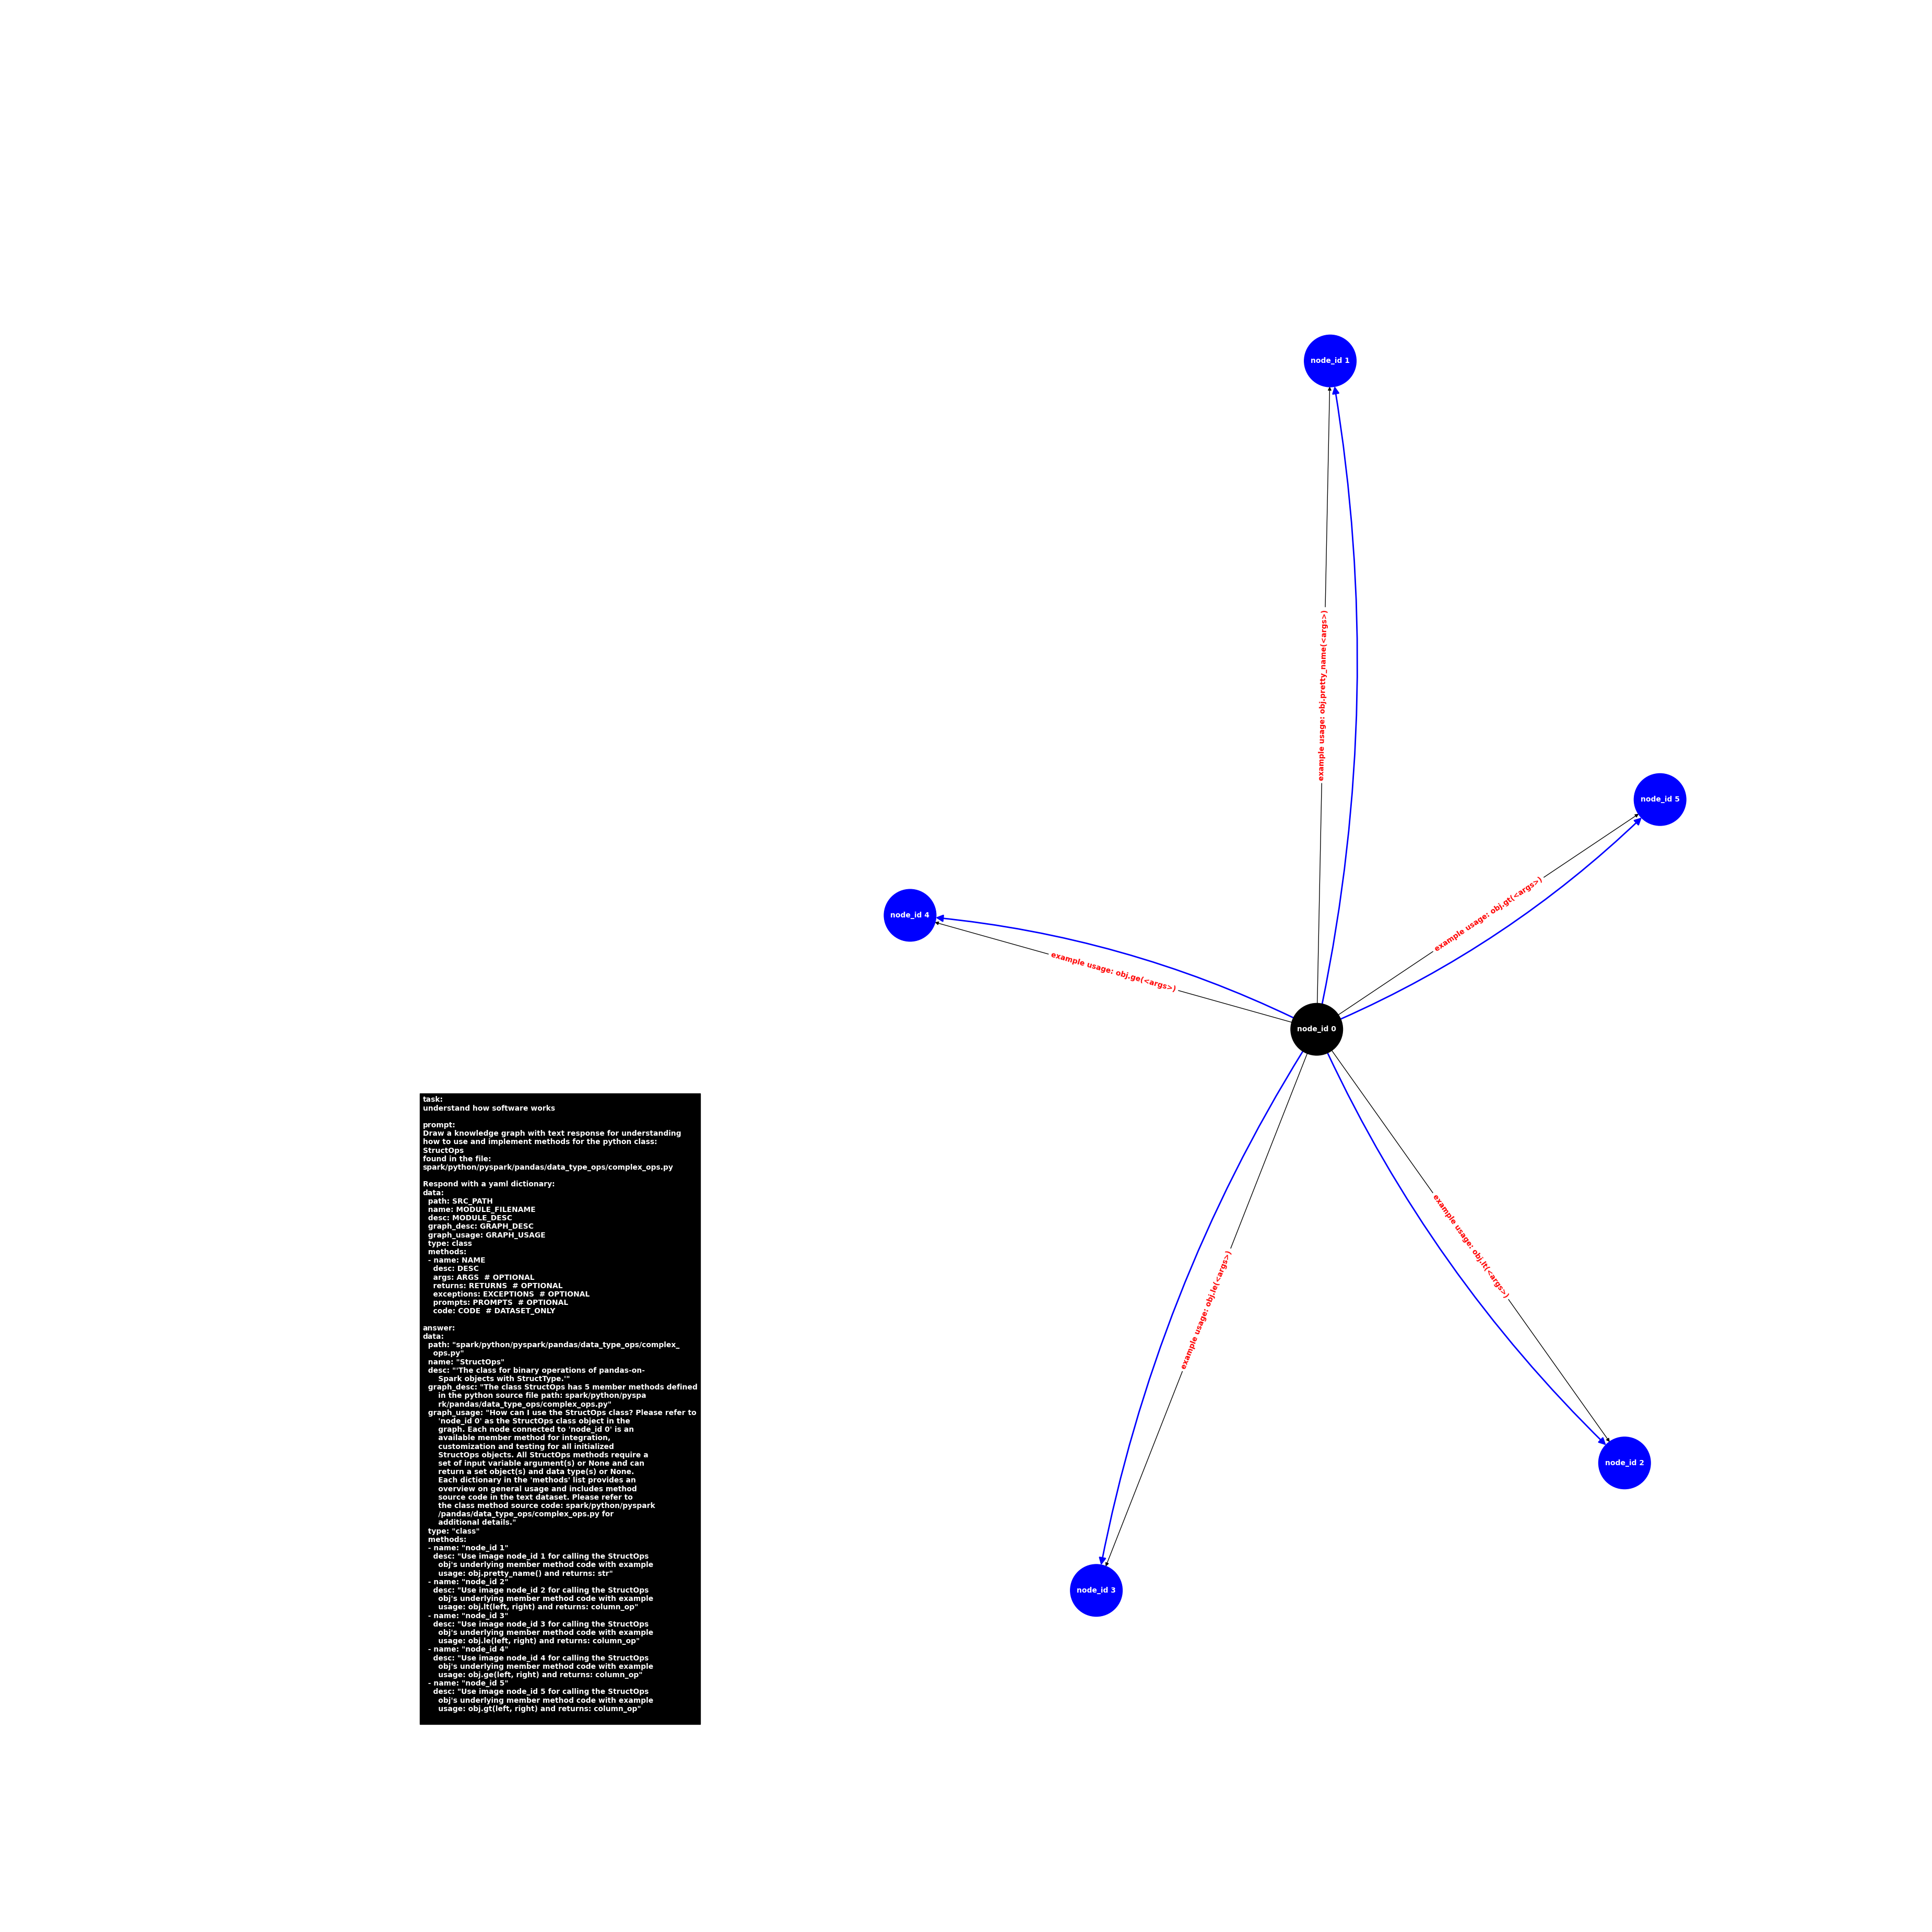 node_id 1
example usage: obj.pretty_name(<args>)
node_id 5
example usage: obj.gt(<args>)
node_id 4
example usage: obj.ge(<args>)
node_id 0
task:
understand how software works

prompt:
Draw a knowledge graph with text response for understanding
how to use and implement methods for the python class:
StructOps
found in the file:
spark/python/pyspark/pandas/data_type_ops/complex_ops.py

Respond with a yaml dictionary:
data:
  path: SRC_PATH
  name: MODULE_FILENAME
  desc: MODULE_DESC
  graph_desc: GRAPH_DESC
  graph_usage: GRAPH_USAGE
  type: class
  methods:
  - name: NAME
    desc: DESC
    args: ARGS  # OPTIONAL
    returns: RETURNS  # OPTIONAL
    exceptions: EXCEPTIONS  # OPTIONAL
    prompts: PROMPTS  # OPTIONAL
    code: CODE  # DATASET_ONLY

answer:
data:
  path: "spark/python/pyspark/pandas/data_type_ops/complex_
    ops.py"
  name: "StructOps"
  desc: "'The class for binary operations of pandas-on-
      Spark objects with StructType.'"
  graph_desc: "The class StructOps has 5 member methods defined
      in the python source file path: spark/python/pyspa
      rk/pandas/data_type_ops/complex_ops.py"
  graph_usage: "How can I use the StructOps class? Please refer to
      'node_id 0' as the StructOps class object in the
      graph. Each node connected to 'node_id 0' is an
      available member method for integration,
      customization and testing for all initialized
      StructOps objects. All StructOps methods require a
      set of input variable argument(s) or None and can
      return a set object(s) and data type(s) or None.
      Each dictionary in the 'methods' list provides an
      overview on general usage and includes method
      source code in the text dataset. Please refer to
      the class method source code: spark/python/pyspark
      /pandas/data_type_ops/complex_ops.py for
      additional details."
  type: "class"
  methods:
  - name: "node_id 1"
    desc: "Use image node_id 1 for calling the StructOps
      obj's underlying member method code with example
      usage: obj.pretty_name() and returns: str"
  - name: "node_id 2"
    desc: "Use image node_id 2 for calling the StructOps
      obj's underlying member method code with example
      usage: obj.lt(left, right) and returns: column_op"
  - name: "node_id 3"
    desc: "Use image node_id 3 for calling the StructOps
      obj's underlying member method code with example
      usage: obj.le(left, right) and returns: column_op"
  - name: "node_id 4"
    desc: "Use image node_id 4 for calling the StructOps
      obj's underlying member method code with example
      usage: obj.ge(left, right) and returns: column_op"
  - name: "node_id 5"
    desc: "Use image node_id 5 for calling the StructOps
      obj's underlying member method code with example
      usage: obj.gt(left, right) and returns: column_op"
example usage: obj.lt(<args>)
example usage: obj.le(<args>)
node_id 2
node_id 3